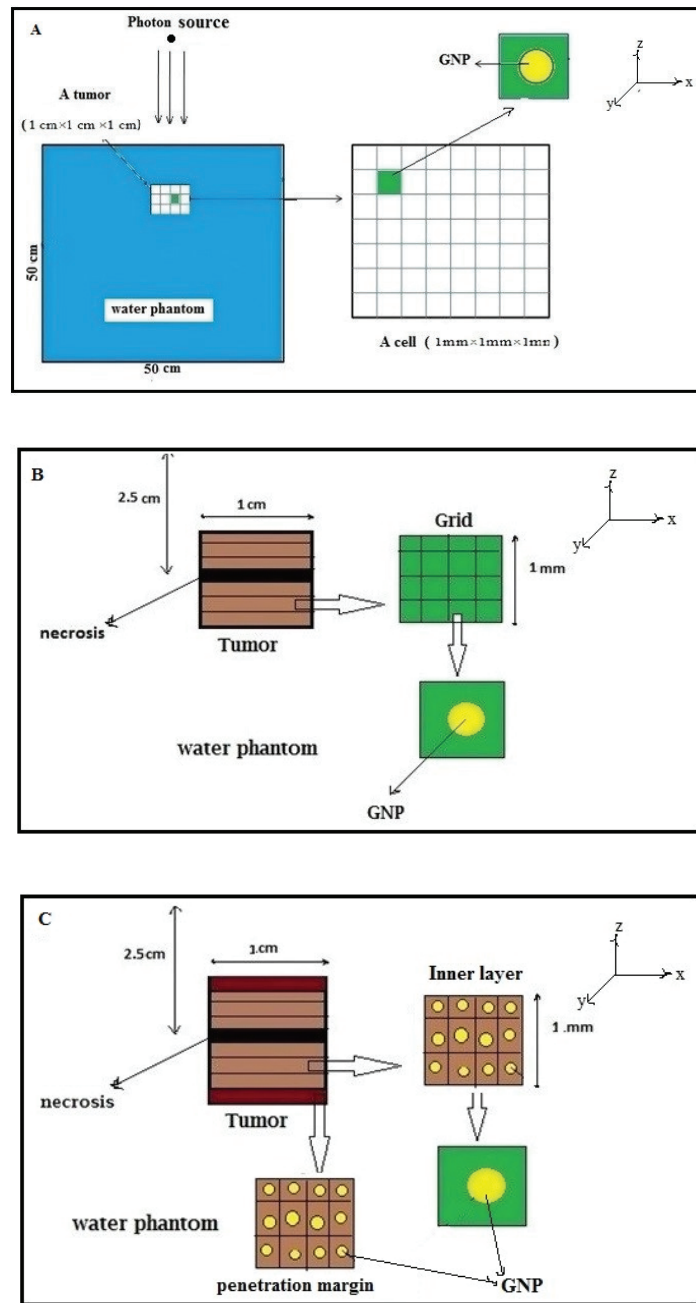 A
Photon source
GNP
z
x
y
A tumor
( 1 cm×1 cm × 1 cm)
50 cm
water phantom
50 cm
A cell ( 1mm×1mm×1mm)
B
2.5 cm
1 cm
Grid
z
x
y
1 mm
necrosis
Tumor
water phantom
GNP
C
2.5 cm
1.cm
Inner layer
z
x
y
1 .mm
necrosis
Tumor
water phantom
penetration margin
GNP